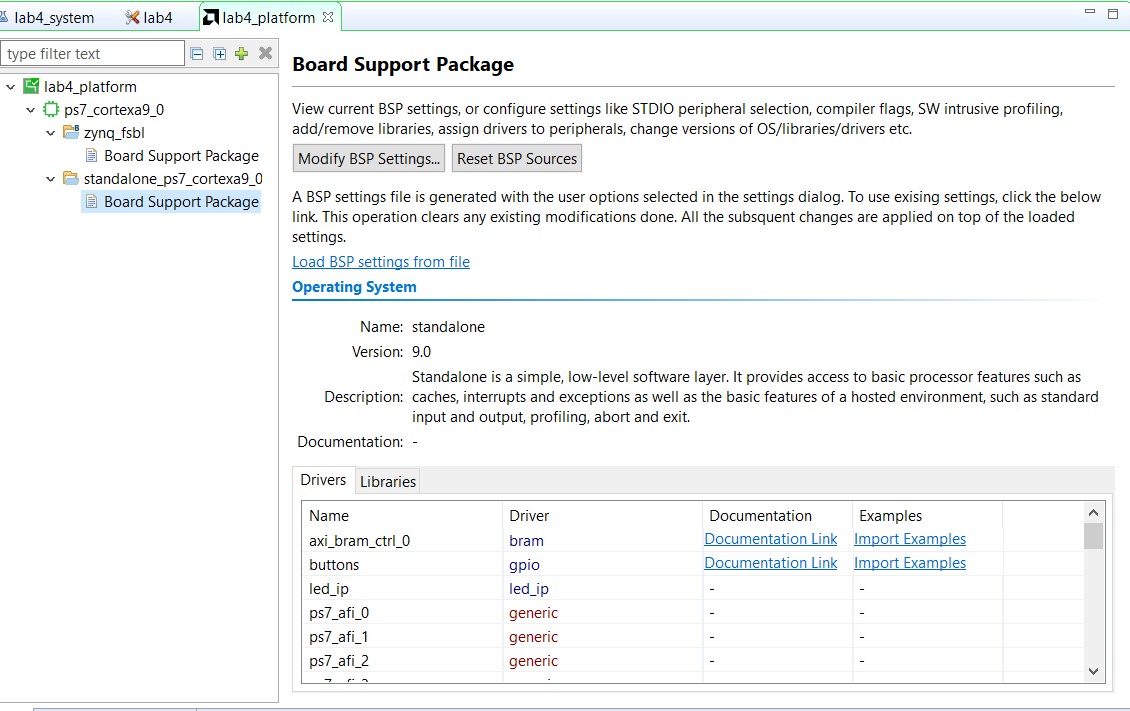 lab4_system lab4 lab4_platform
type filter text
lab4_platform
ps7_cortexa9_0
zynq_fsbl
Board Support Package
standalone_ps7_cortexa9_0
Board Support Package
Board Support Package
View current BSP settings, or configure settings like STDIO peripheral selection, compiler flags, SW intrusive profiling,
add/remove libraries, assign drivers to peripherals, change versions of OS/libraries/drivers etc.
Modify BSP Settings... Reset BSP Sources
A BSP settings file is generated with the user options selected in the settings dialog. To use exising settings, click the below
link. This operation clears any existing modifications done. All the subsquent changes are applied on top of the loaded
settings.
Load BSP settings from file
Operating System
Name: standalone
Version: 9.0
Description: Standalone is a simple, low-level software layer. It provides access to basic processor features such as
caches, interrupts and exceptions as well as the basic features of a hosted environment, such as standard
input and output, profiling, abort and exit.
Documentation: -
Drivers Libraries
Name Driver Documentation Examples
axi_bram_ctrl_0 bram Documentation Link Import Examples
buttons gpio Documentation Link Import Examples
led_ip led_ip - -
ps7_afi_0 generic - -
ps7_afi_1 generic - -
ps7_afi_2 generic - -